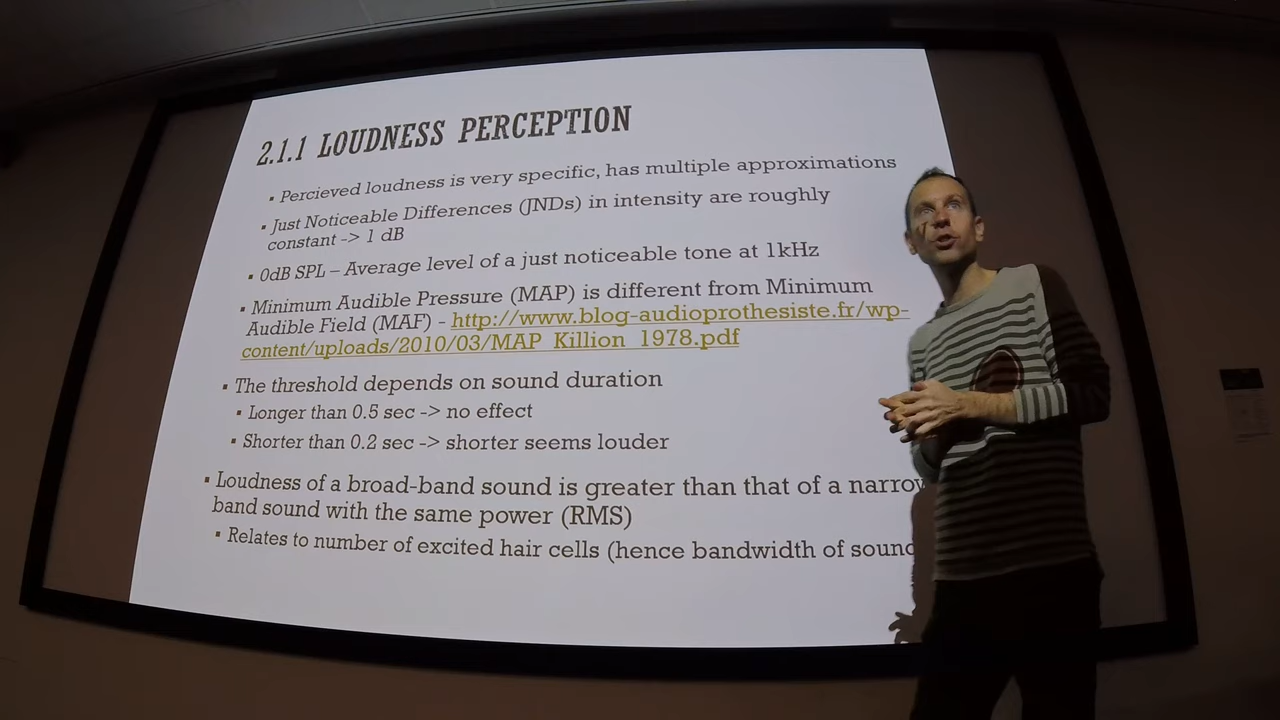 2.1.1 LOUDNESS PERCEPTION
▪ Percieved loudness is very specific, has multiple approximations
▪ Just Noticeable Differences (JNDs) in intensity are roughly
constant -> 1 dB
▪ 0dB SPL – Average level of a just noticeable tone at 1kHz
▪ Minimum Audible Pressure (MAP) is different from Minimum
Audible Field (MAF) - http://www.blog-audioprothesiste.fr/wp-
content/uploads/2010/03/MAP_Killion_1978.pdf
▪ The threshold depends on sound duration
▪ Longer than 0.5 sec -> no effect
▪ Shorter than 0.2 sec -> shorter seems louder
▪ Loudness of a broad-band sound is greater than that of a narrow
band sound with the same power (RMS)
▪ Relates to number of excited hair cells (hence bandwidth of sound